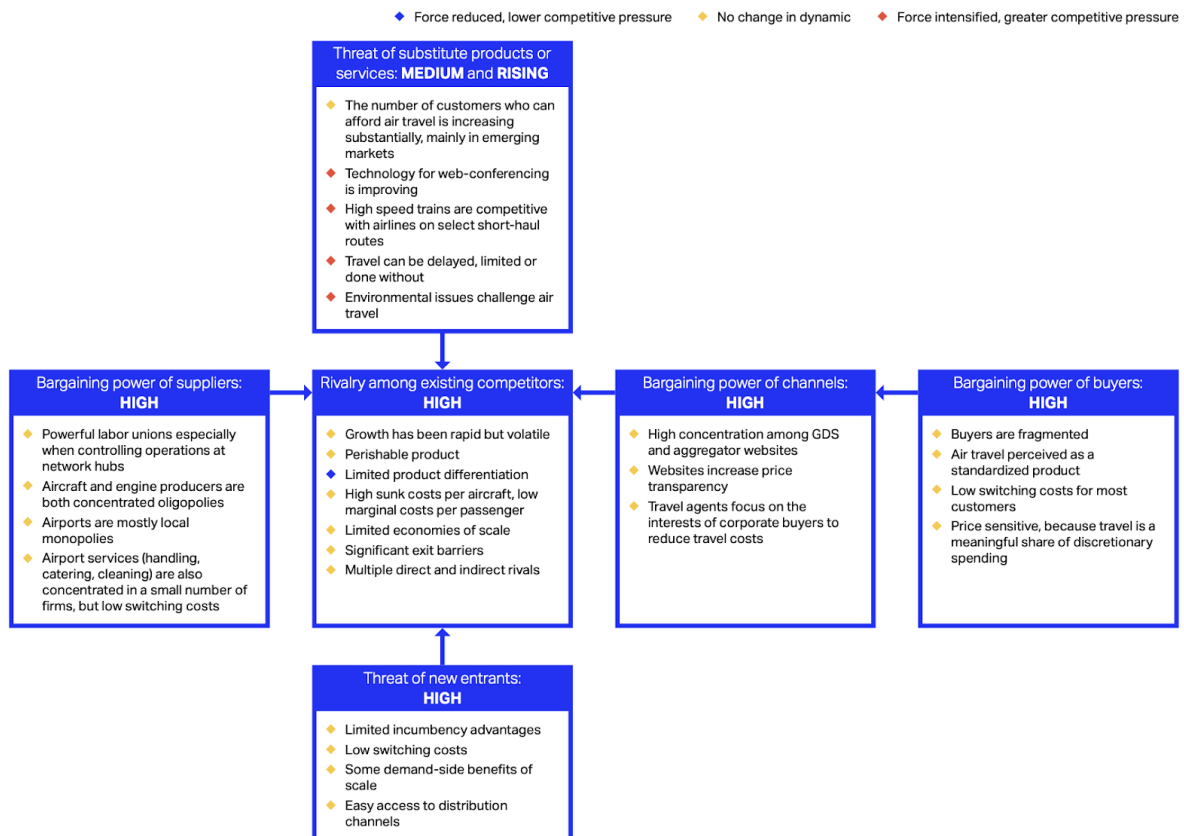 Force reduced, lower competitive pressure
No change in dynamic
Force intensified, greater competitive pressure
Threat of substitute products or
services: MEDIUM and RISING
The number of customers who can
afford air travel is increasing
substantially, mainly in emerging
markets
Technology for web-conferencing
is improving
High speed trains are competitive
with airlines on select short-haul
routes
Travel can be delayed, limited or
done without
Environmental issues challenge air
travel
Bargaining power of suppliers:
HIGH
Powerful labor unions especially
when controlling operations at
network hubs
Aircraft and engine producers are
both concentrated oligopolies
Airports are mostly local
monopolies
Airport services (handling,
catering, cleaning) are also
concentrated in a small number of
firms, but low switching costs
Rivalry among existing competitors:
HIGH
Growth has been rapid but volatile
Perishable product
Limited product differentiation
High sunk costs per aircraft, low
marginal costs per passenger
Limited economies of scale
Significant exit barriers
Multiple direct and indirect rivals
Bargaining power of channels:
HIGH
High concentration among GDS
and aggregator websites
Websites increase price
transparency
Travel agents focus on the
interests of corporate buyers to
reduce travel costs
Bargaining power of buyers:
HIGH
Buyers are fragmented
Air travel perceived as a
standardized product
Low switching costs for most
customers
Price sensitive, because travel is a
meaningful share of discretionary
spending
Threat of new entrants:
HIGH
Limited incumbency advantages
Low switching costs
Some demand-side benefits of
scale
Easy access to distribution
channels